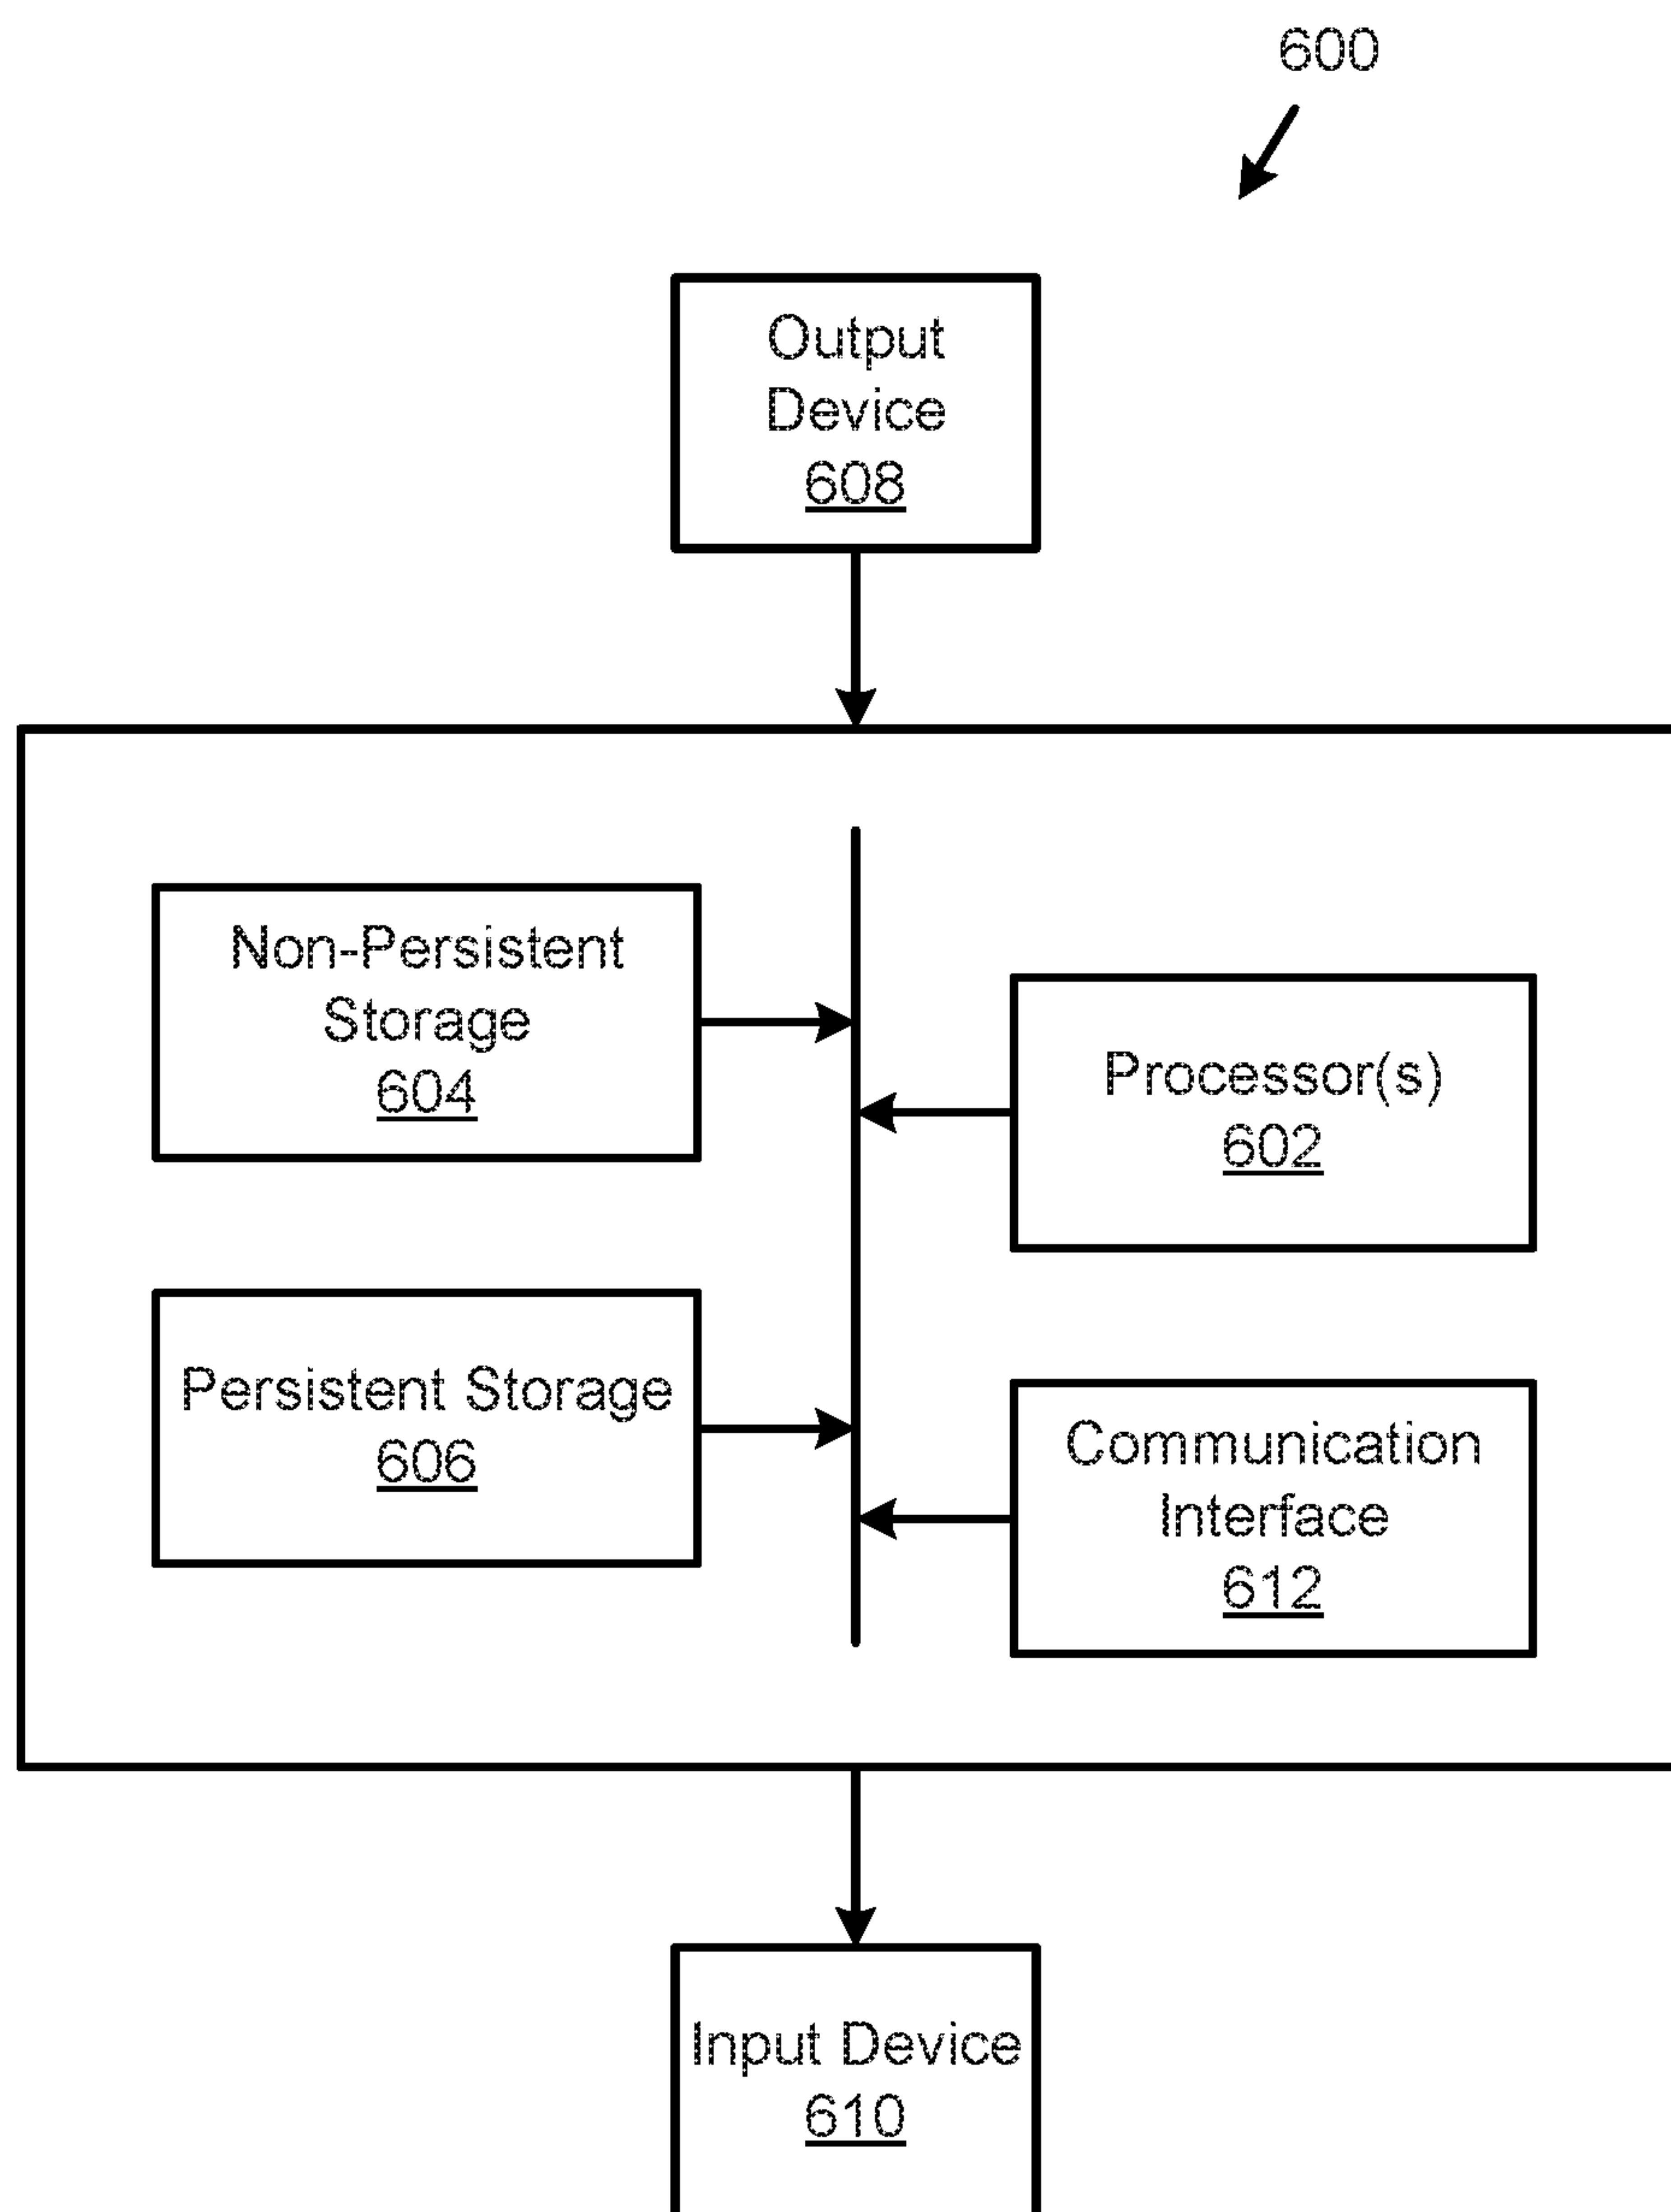 600
Output
Device
608
Non-Persistent
Storage
604
Processor(s)
602
Persistent Storage
606
Communication
Interface
612
Input Device
610